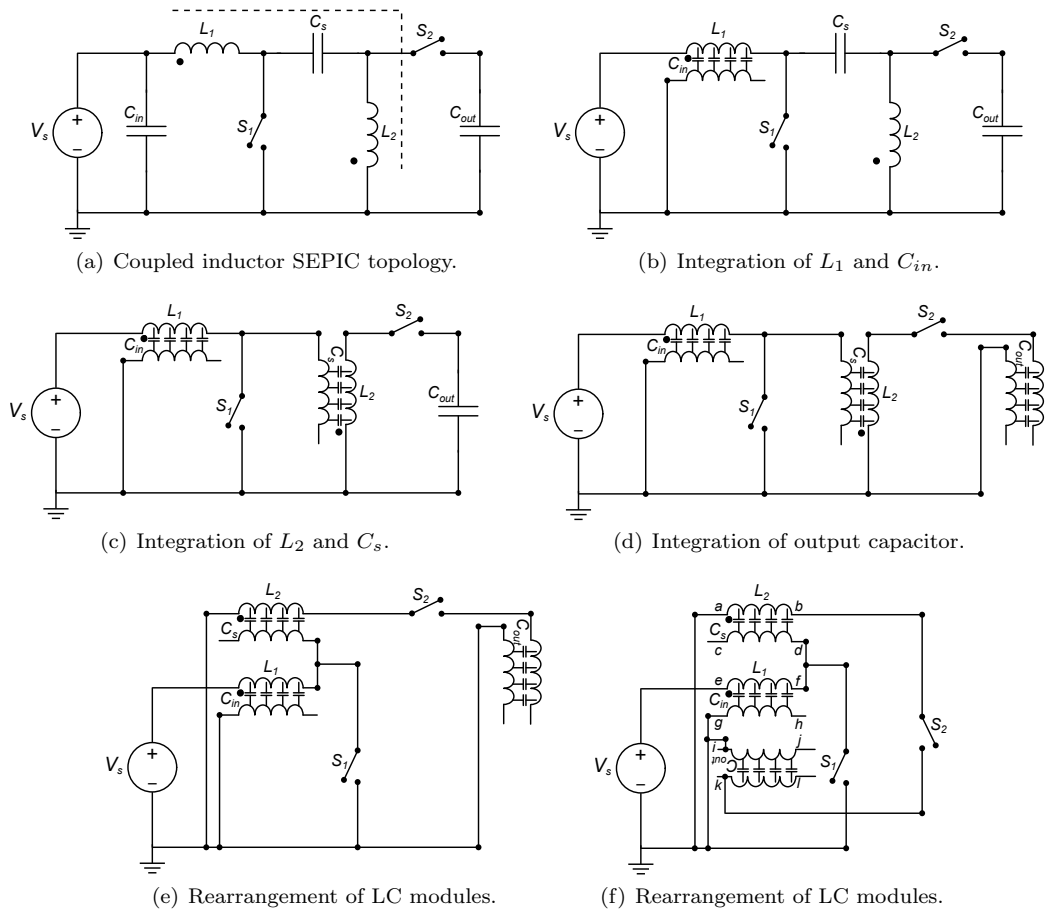 L1
Cs
S2
Vs
+
−
Cin
S1
L2
Cout
(a) Coupled inductor SEPIC topology.
L1
Cs
S2
Vs
+
−
Cin
S1
L2
Cout
(b) Integration of L1 and Cin.
L1
S2
Cin
Cs
Vs
+
−
S1
L2
Cout
(c) Integration of L2 and Cs.
L1
S2
Cin
Cs
Cout
Vs
+
−
S1
L2
(d) Integration of output capacitor.
L2
S2
Cs
Cout
L1
Cin
Vs
+
−
S1
(e) Rearrangement of LC modules.
L2
a
b
Cs
c
d
L1
e
f
Cin
g
h
S2
i
j
Vs
+
−
Cout
S1
k
l
(f) Rearrangement of LC modules.